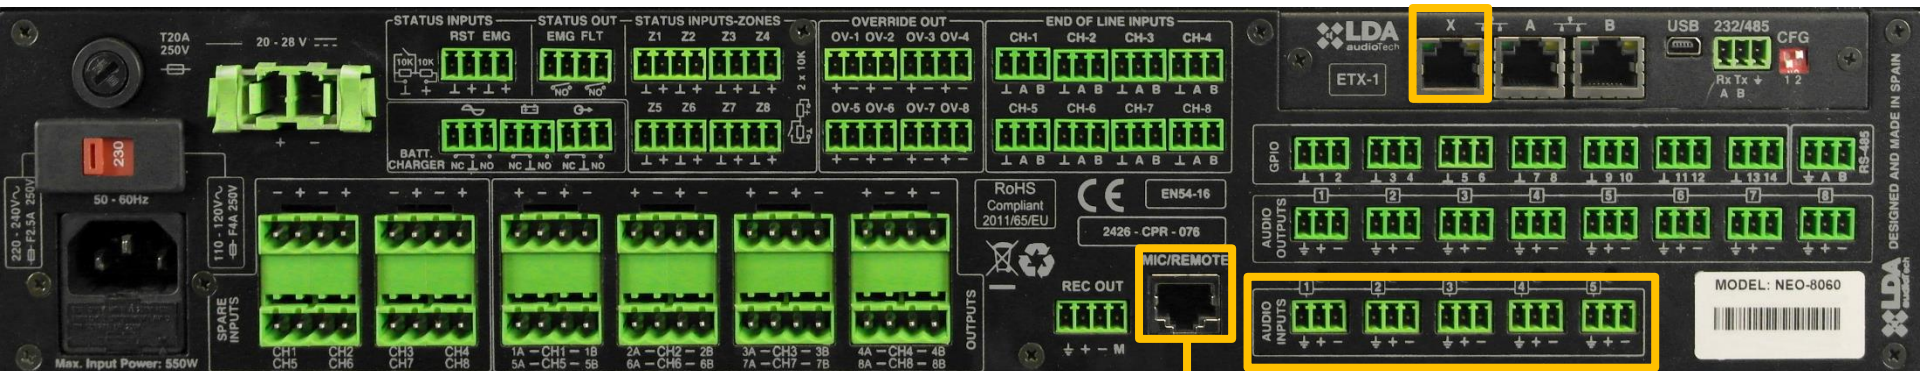 T20A
250V
20 - 28 V
+ -
STATUS INPUTS
RST EMG
10K 10K
⊥ + ⊥ +
STATUS OUT
EMG FLT
NO NO
STATUS INPUTS-ZONES
Z1 Z2 Z3 Z4
⊥ + ⊥ + ⊥ + ⊥ +
Z5 Z6 Z7 Z8
⊥ + ⊥ + ⊥ + ⊥ +
2 x 10K
BATT.
CHARGER
NC ⊥ NO NC ⊥ NO NC ⊥ NO
OVERRIDE OUT
OV-1 OV-2 OV-3 OV-4
+ - + - + - + -
OV-5 OV-6 OV-7 OV-8
+ - + - + - + -
END OF LINE INPUTS
CH-1 CH-2 CH-3 CH-4
⊥ A B ⊥ A B ⊥ A B ⊥ A B
CH-5 CH-6 CH-7 CH-8
⊥ A B ⊥ A B ⊥ A B ⊥ A B
LDA
audioTech
ETX-1
X A B
USB
232/485
Rx Tx
A B
CFG
1 2
DESIGNED AND MADE IN SPAIN
LDA
audioTech
230
50 - 60Hz
220 - 240V~
F2.5A 250V
110 - 120V~
F4A 250V
Max. Input Power: 550W
- + - + - + - +
SPARE
INPUTS
CH1 CH2 CH3 CH4
CH5 CH6 CH7 CH8
+ - - + + - - + + - - + + - - +
1A - CH1 - 1B 2A - CH2 - 2B 3A - CH3 - 3B 4A - CH4 - 4B
5A - CH5 - 5B 6A - CH6 - 6B 7A - CH7 - 7B 8A - CH8 - 8B
OUTPUTS
RoHS
Compliant
2011/65/EU
CE
EN54-16
2426 - CPR - 076
REC OUT
+ - M
MIC/REMOTE
GPIO
⊥ 1 2 ⊥ 3 4 ⊥ 5 6 ⊥ 7 8 ⊥ 9 10 ⊥ 11 12 ⊥ 13 14
A B
RS-485
AUDIO
OUTPUTS
1 2 3 4 5 6 7 8
+ - + - + - + - + - + - + - + -
AUDIO
INPUTS
1 2 3 4 5
+ - + - + - + - + -
MODEL: NEO-8060